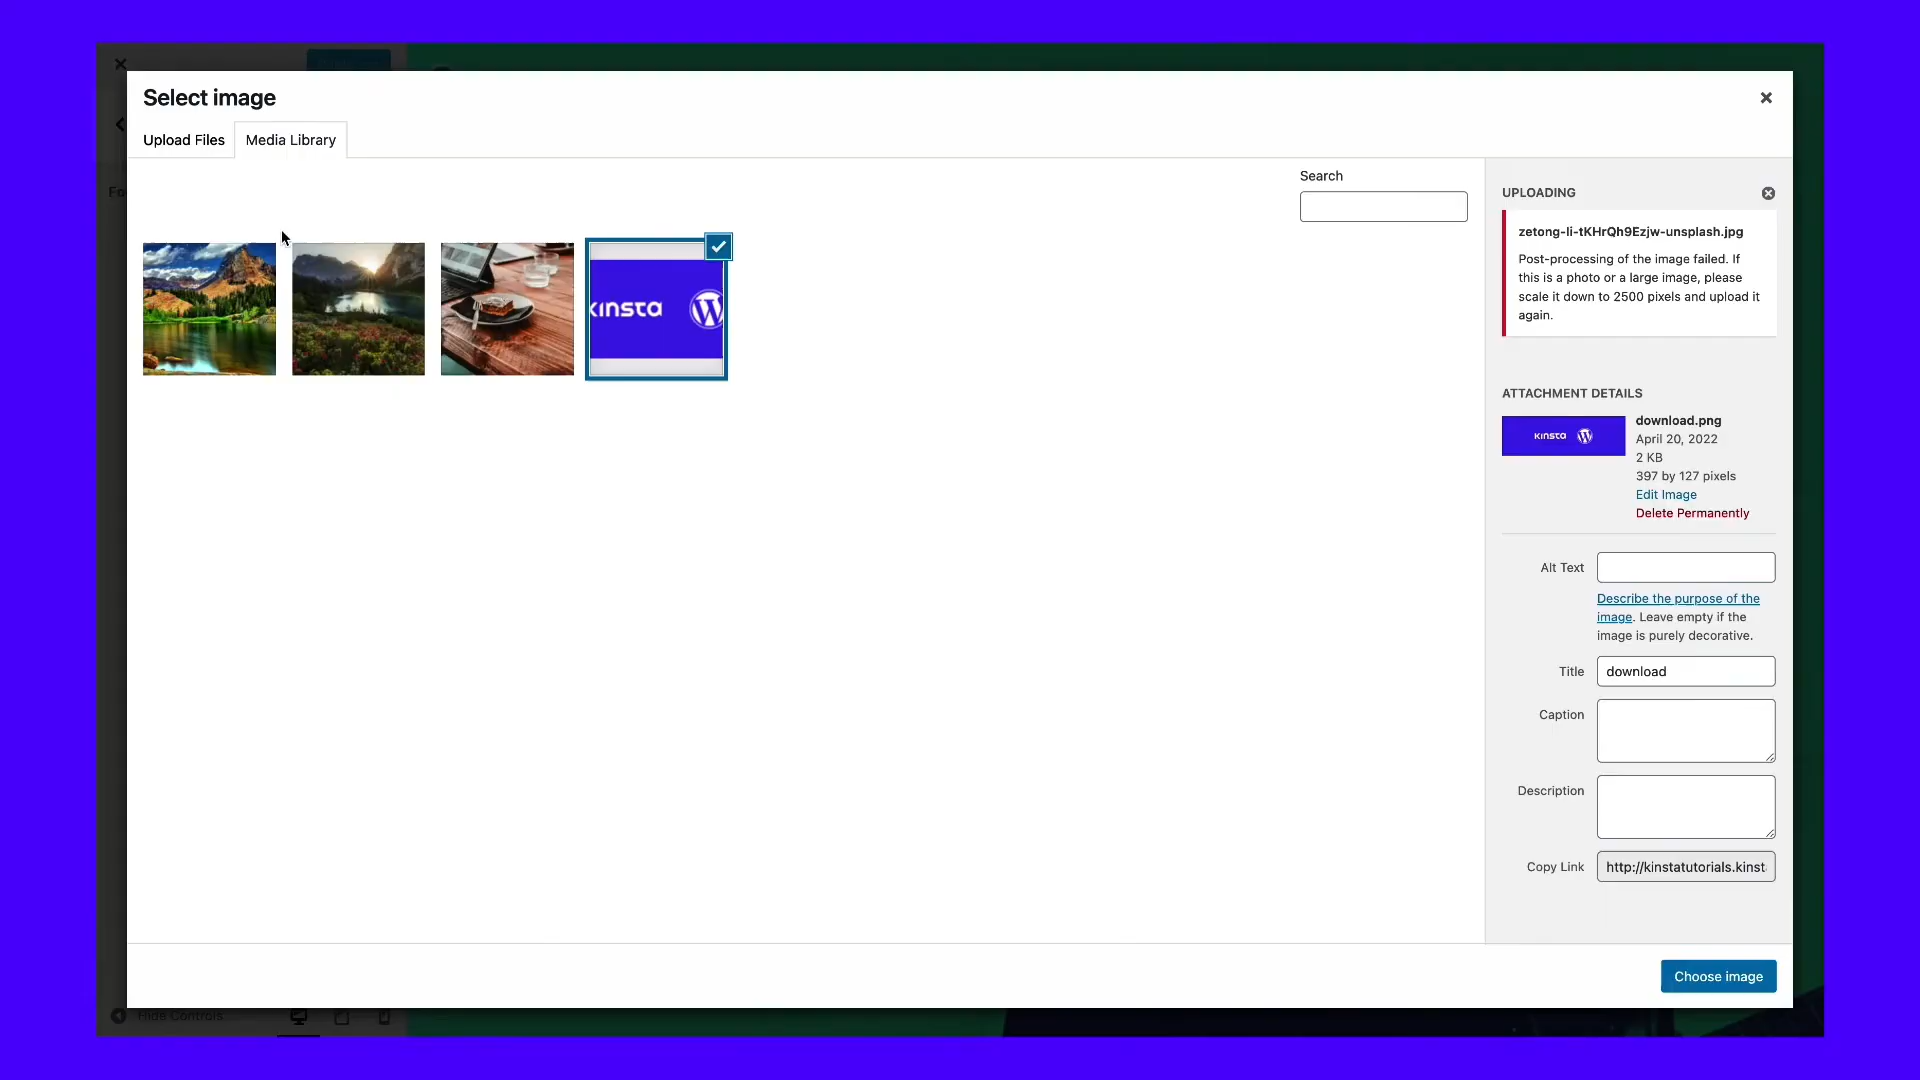 Select image
Upload Files
Media Library
Search
UPLOADING
zetong-li-tKHrQh9Ezjw-unsplash.jpg
Post-processing of the image failed. If
this is a photo or a large image, please
scale it down to 2500 pixels and upload it
again.
Kinsta
ATTACHMENT DETAILS
Kinsta
download.png
April 20, 2022
2 KB
397 by 127 pixels
Edit Image
Delete Permanently
Alt Text
Describe the purpose of the
image. Leave empty if the
image is purely decorative.
Title
download
Caption
Description
Copy Link
http://kinstatutorials.kinst
Choose image
Hide Controls